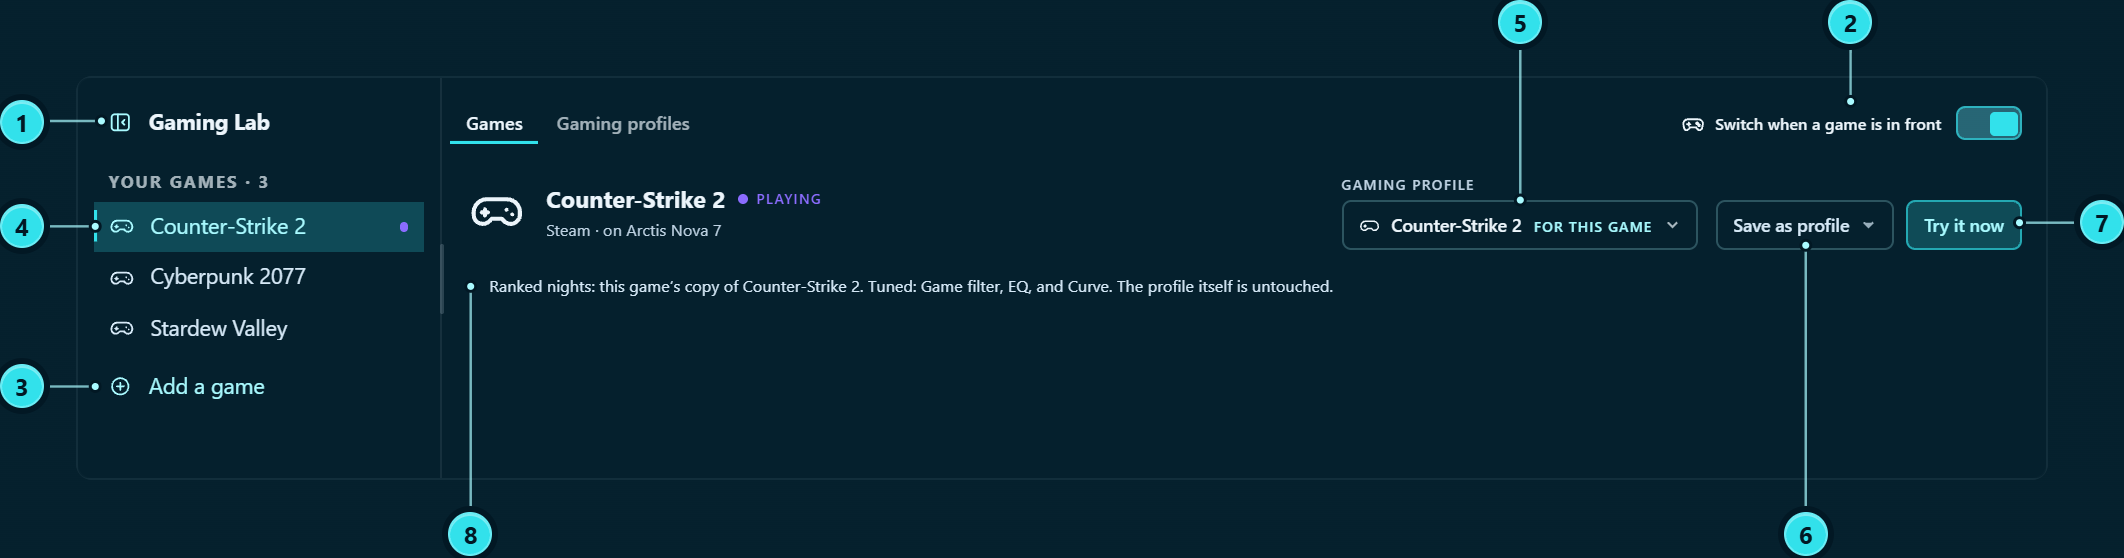 5
2
1
Gaming Lab
Games
Gaming profiles
Switch when a game is in front
YOUR GAMES · 3
4
Counter-Strike 2
Cyberpunk 2077
Stardew Valley
3
Add a game
Counter-Strike 2
PLAYING
Steam · on Arctis Nova 7
GAMING PROFILE
Counter-Strike 2 FOR THIS GAME
Save as profile
Try it now
7
Ranked nights: this game’s copy of Counter-Strike 2. Tuned: Game filter, EQ, and Curve. The profile itself is untouched.
8
6